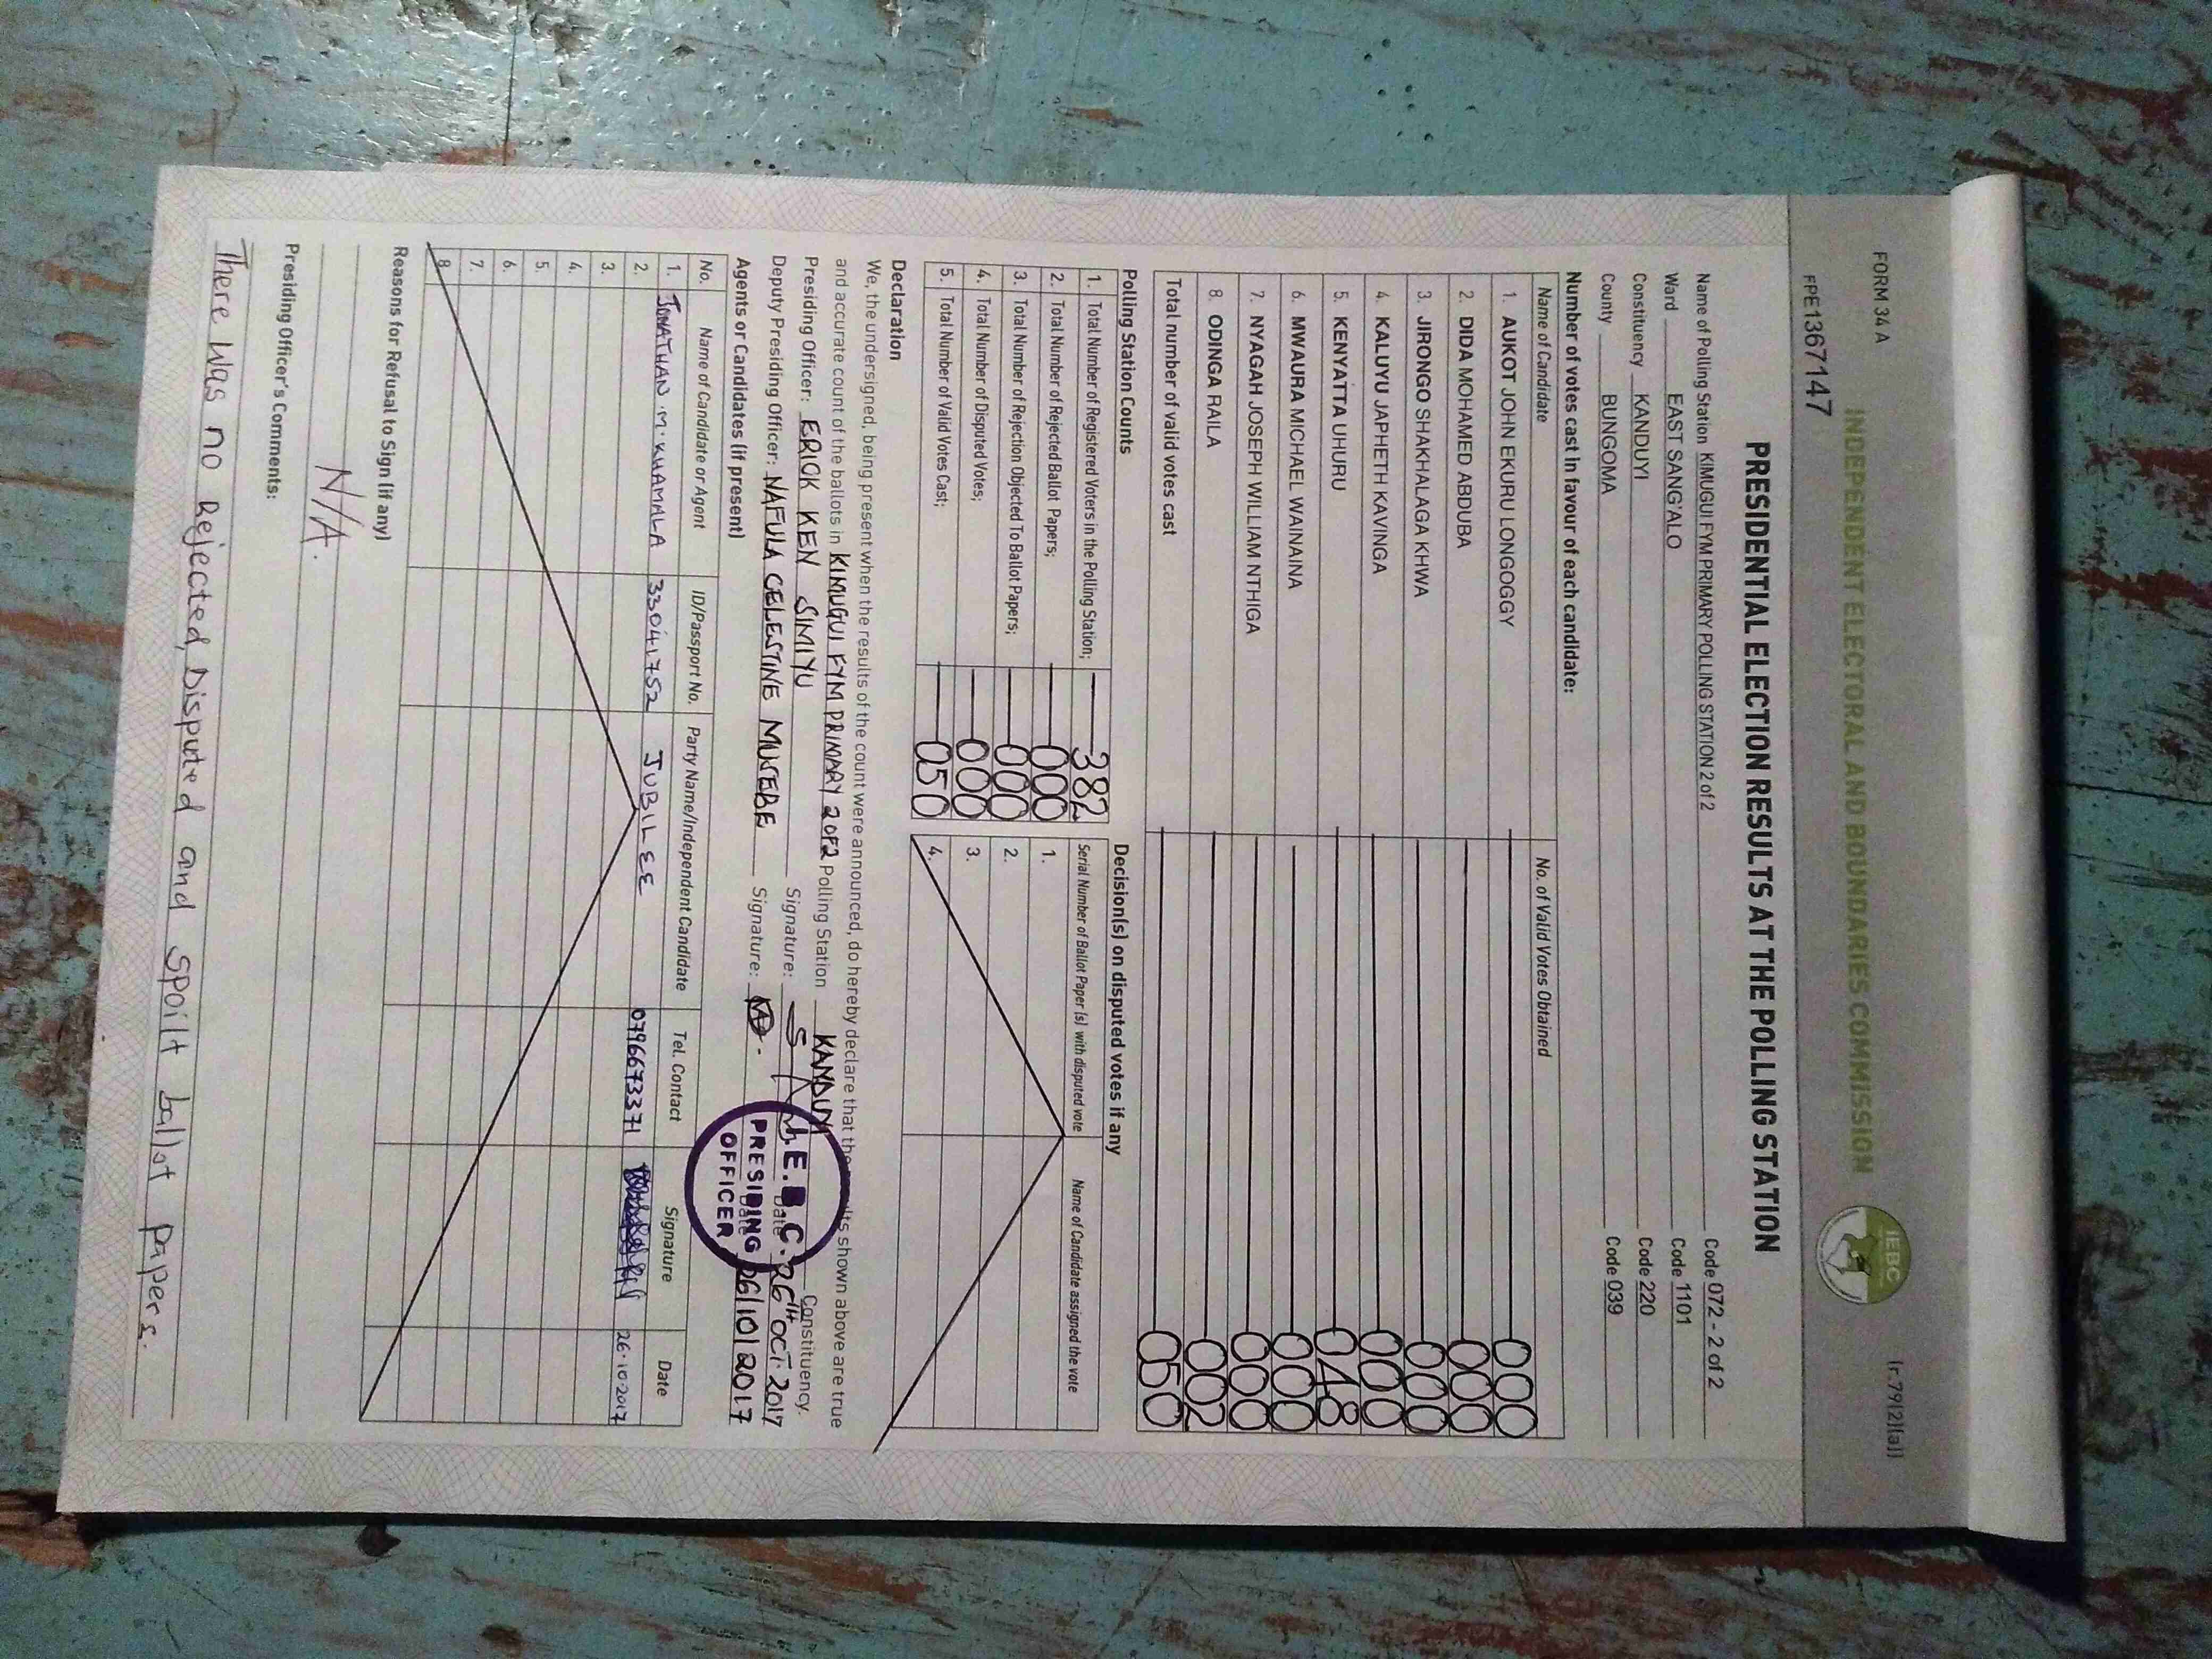 FORM 34 A
(r.79(2)(a))
INDEPENDENT ELECTORAL AND BOUNDARIES COMMISSION
IEBC
FPE1367147
PRESIDENTIAL ELECTION RESULTS AT THE POLLING STATION
Name of Polling Station KIMUGUI FYM PRIMARY POLLING STATION 2 of 2 Code 072 - 2 of 2
Ward EAST SANG'ALO Code 1101
Constituency KANDUYI Code 220
County BUNGOMA Code 039
Number of votes cast in favour of each candidate:
Name of Candidate No. of Valid Votes Obtained
1. AUKOT JOHN EKURU LONGOGGY 000
2. DIDA MOHAMED ABDUBA 000
3. JIRONGO SHAKHALAGA KHWA 000
4. KALUYU JAPHETH KAVINGA 000
5. KENYATTA UHURU 048
6. MWAURA MICHAEL WAINAINA 000
7. NYAGAH JOSEPH WILLIAM NTHIGA 000
8. ODINGA RAILA 002
Total number of valid votes cast 050
Polling Station Counts
1. Total Number of Registered Voters in the Polling Station; 382
2. Total Number of Rejected Ballot Papers; 000
3. Total Number of Rejection Objected To Ballot Papers; 000
4. Total Number of Disputed Votes; 000
5. Total Number of Valid Votes Cast; 050
Decision(s) on disputed votes if any
Serial Number of Ballot Paper (s) with disputed vote Name of Candidate assigned the vote
1.
2.
3.
4.
Declaration
We, the undersigned, being present when the results of the count were announced, do hereby declare that the results shown above are true
and accurate count of the ballots in KIMUGUI FYM PRIMARY 2 OF 2 Polling Station KANDUYI Constituency.
Presiding Officer: ERICK KEN SIMIYU Signature: Date 26TH OCT. 2017
Deputy Presiding Officer: NAFULA CELESTINE MUKEBE Signature: Date 26/10/2017
I.E.B.C.
PRESIDING
OFFICER
Agents or Candidates (if present)
No. Name of Candidate or Agent ID/Passport No. Party Name/Independent Candidate Tel. Contact Signature Date
1. JONATHAN .M. KHAMALA 33041752 JUBILEE 0796673371 26.10.2017
2.
3.
4.
5.
6.
7.
8.
Reasons for Refusal to Sign (if any)
N/A.
Presiding Officer's Comments:
There was no Rejected, Disputed and spoilt ballot papers.